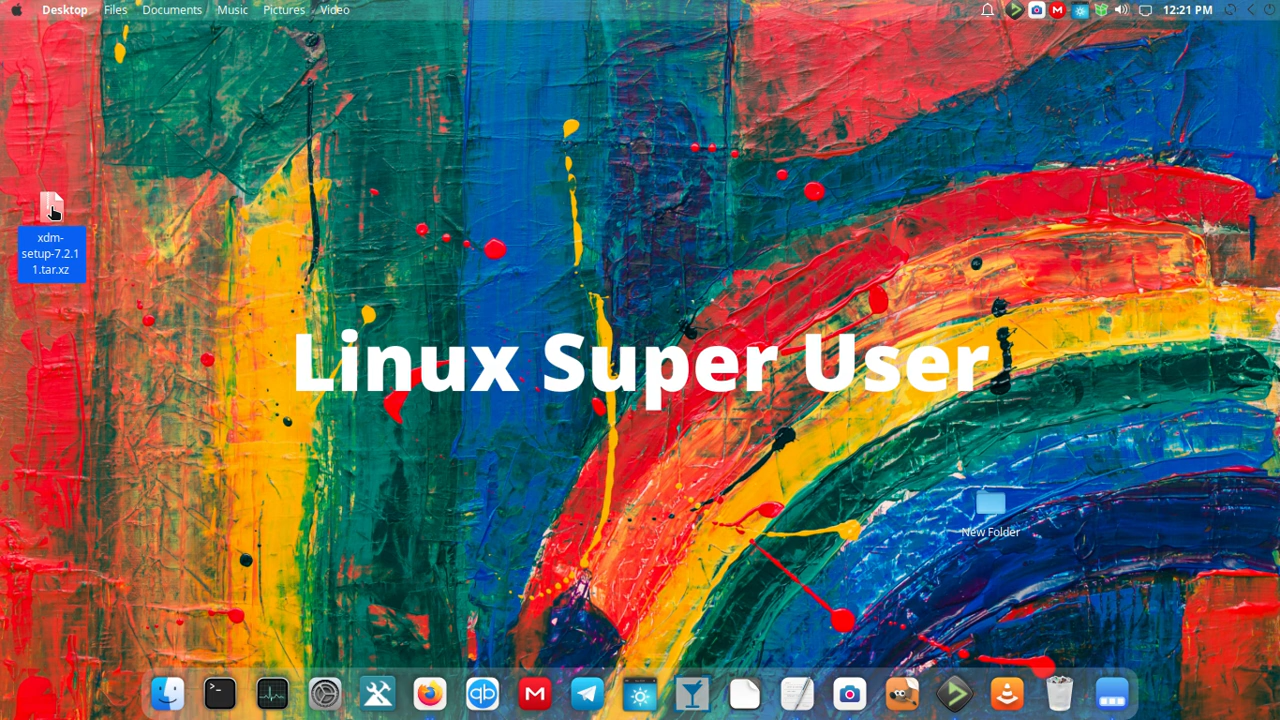 Desktop Files Documents Music Pictures Video 12:21 PM
xdm-
setup-7.2.1
1.tar.xz
Linux Super User
New Folder